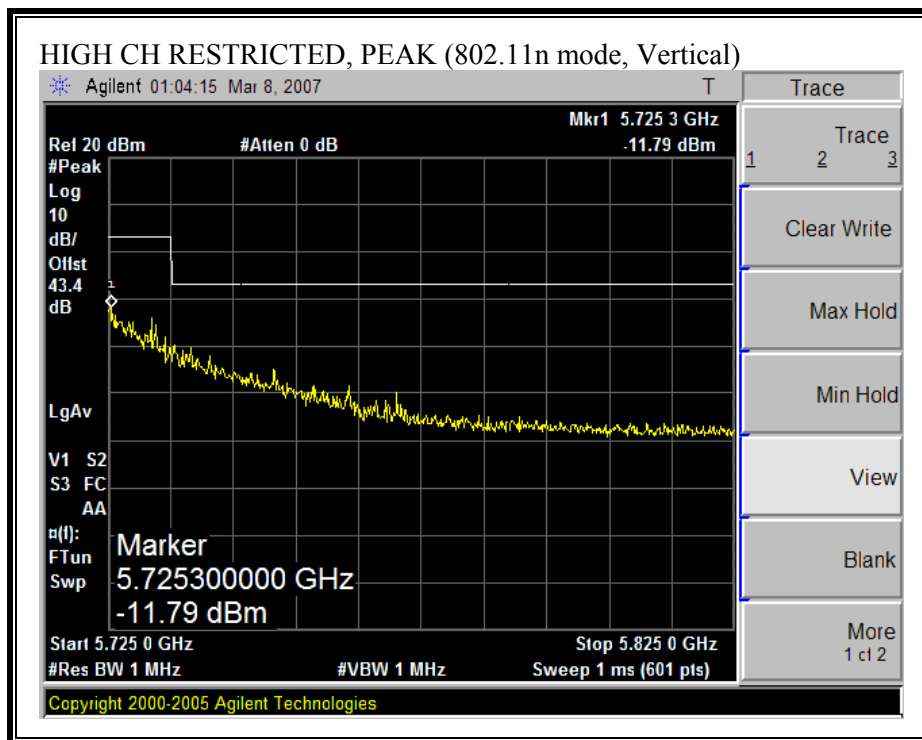 HIGH CH RESTRICTED, PEAK (802.11n mode, Vertical)
Agilent 01:04:15 Mar 8, 2007 T
Trace
Mkr1 5.725 3 GHz
Ref 20 dBm #Atten 0 dB -11.79 dBm
#Peak
Log
10
dB/
Offst
43.4
dB
1
LgAv
V1 S2
S3 FC
AA
¤(f):
FTun
Swp
Marker
5.725300000 GHz
-11.79 dBm
Start 5.725 0 GHz Stop 5.825 0 GHz
#Res BW 1 MHz #VBW 1 MHz Sweep 1 ms (601 pts)
Copyright 2000-2005 Agilent Technologies
Trace
1 2 3
Clear Write
Max Hold
Min Hold
View
Blank
More
1 of 2